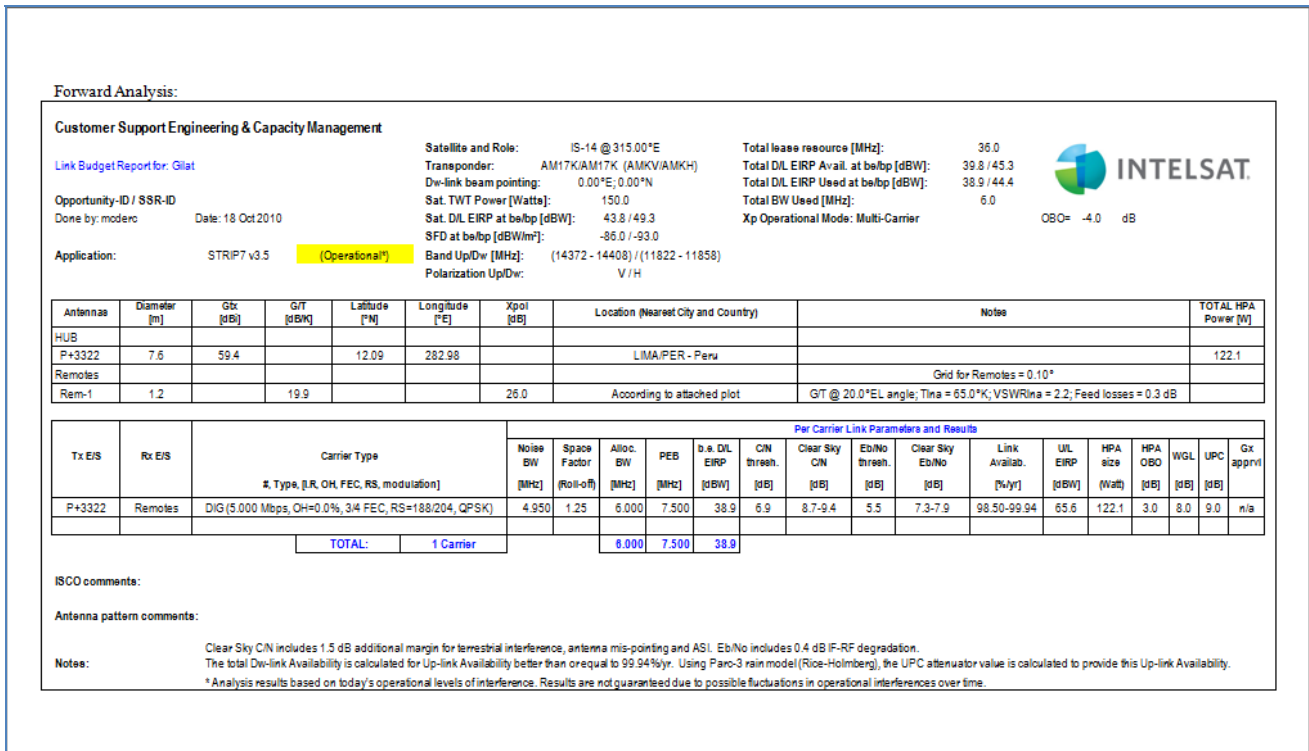 Forward Analysis:
Customer Support Engineering & Capacity Management
Link Budget Report for: Gilat
Opportunity-ID / SSR-ID
Done by: mcderc Date: 18 Oct 2010
Application: STRIP7 v3.5 (Operational*)
Satellite and Role: IS-14 @ 315.00°E
Transponder: AM17K/AM17K (AMKV/AMKH)
Dw-link beam pointing: 0.00°E; 0.00°N
Sat. TWT Power [Watts]: 150.0
Sat. D/L EIRP at be/bp [dBW]: 43.8 / 49.3
SFD at be/bp [dBW/m²]: -86.0 / -93.0
Band Up/Dw [MHz]: (14372 - 14408) / (11822 - 11858)
Polarization Up/Dw: V / H
Total lease resource [MHz]: 36.0
Total D/L EIRP Avail. at be/bp [dBW]: 39.8 / 45.3
Total D/L EIRP Used at be/bp [dBW]: 38.9 / 44.4
Total BW Used [MHz]: 6.0
Xp Operational Mode: Multi-Carrier OBO= -4.0 dB
INTELSAT.
Antennas Diameter [m] Gtx [dBi] G/T [dB/K] Latitude [°N] Longitude [°E] Xpol [dB] Location (Nearest City and Country) Notes TOTAL HPA Power [W]
HUB
P+3322 7.6 59.4 12.09 282.98 LIMA/PER - Peru 122.1
Remotes Grid for Remotes = 0.10°
Rem-1 1.2 19.9 26.0 According to attached plot G/T @ 20.0°EL angle; Tlna = 65.0°K; VSWRlna = 2.2; Feed losses = 0.3 dB
Per Carrier Link Parameters and Results
Tx E/S Rx E/S Carrier Type Noise BW Space Factor Alloc. BW PEB b.e. D/L EIRP C/N thresh. Clear Sky C/N Eb/No thresh. Clear Sky Eb/No Link Availab. U/L EIRP HPA size HPA OBO WGL UPC Gx apprvl
#, Type, [I.R, OH, FEC, RS, modulation] [MHz] (Roll-off) [MHz] [MHz] [dBW] [dB] [dB] [dB] [dB] [%/yr] [dBW] (Watt) [dB] [dB] [dB]
P+3322 Remotes DIG (5.000 Mbps, OH=0.0%, 3/4 FEC, RS=188/204, QPSK) 4.950 1.25 6.000 7.500 38.9 6.9 8.7-9.4 5.5 7.3-7.9 98.50-99.94 65.6 122.1 3.0 8.0 9.0 n/a
TOTAL: 1 Carrier 6.000 7.500 38.9
ISCO comments:
Antenna pattern comments:
Notes: Clear Sky C/N includes 1.5 dB additional margin for terrestrial interference, antenna mis-pointing and ASI. Eb/No includes 0.4 dB IF-RF degradation.
The total Dw-link Availability is calculated for Up-link Availability better than or equal to 99.94%/yr. Using Parc-3 rain model (Rice-Holmberg), the UPC attenuator value is calculated to provide this Up-link Availability.
* Analysis results based on today's operational levels of interference. Results are not guaranteed due to possible fluctuations in operational interferences over time.